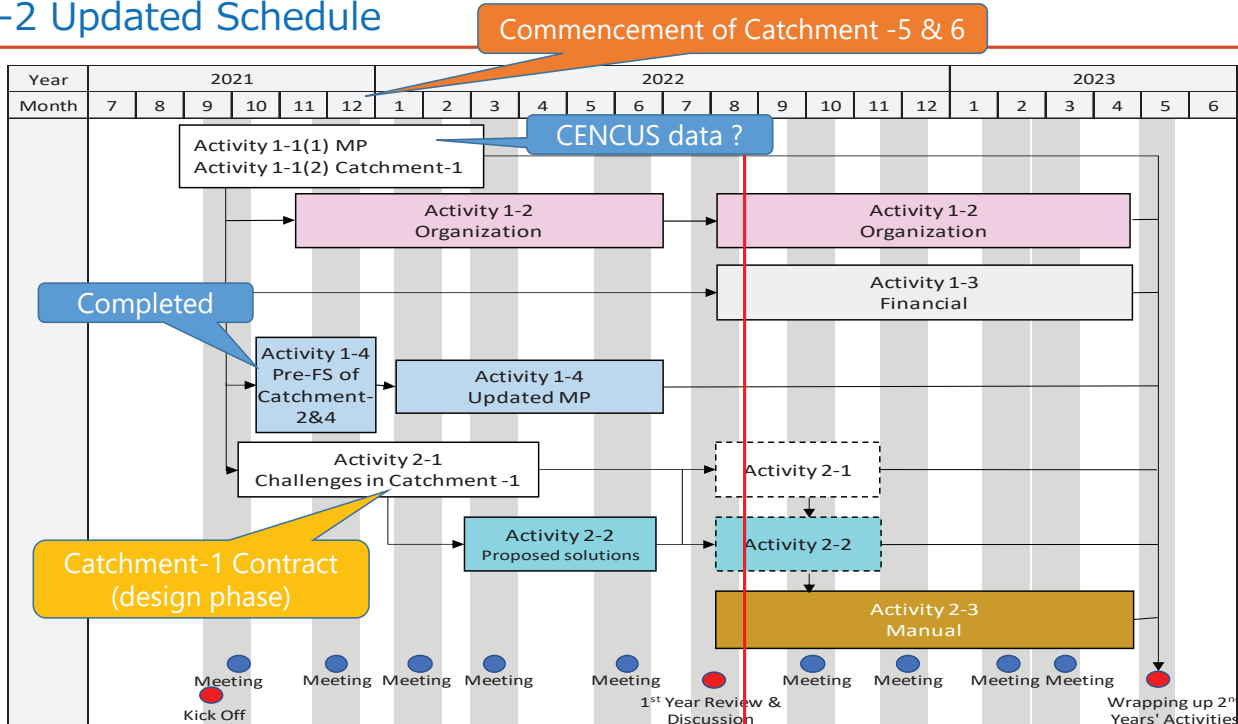 -2 Updated Schedule
Commencement of Catchment -5 & 6
Year 2021 2022 2023
Month 7 8 9 10 11 12 1 2 3 4 5 6 7 8 9 10 11 12 1 2 3 4 5 6
Activity 1-1(1) MP
Activity 1-1(2) Catchment-1
CENCUS data ?
Activity 1-2
Organization
Activity 1-2
Organization
Activity 1-3
Financial
Completed
Activity 1-4
Pre-FS of
Catchment-
2&4
Activity 1-4
Updated MP
Activity 2-1
Challenges in Catchment -1
Activity 2-1
Activity 2-2
Proposed solutions
Activity 2-2
Catchment-1 Contract
(design phase)
Activity 2-3
Manual
Meeting Meeting Meeting Meeting Meeting Meeting Meeting Meeting Meeting
Kick Off
1st Year Review &
Discussion
Wrapping up 2n
Years' Activities